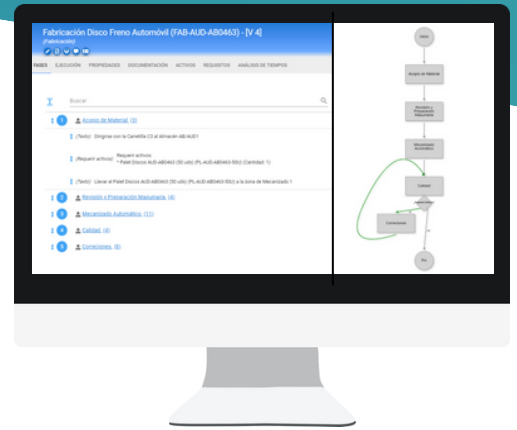 Fabricación Disco Freno Automóvil (FAB-AUD-AB0463) - [V 4]
(Fabricación)
FASES EJECUCIÓN PROPIEDADES DOCUMENTACIÓN ACTIVOS REQUISITOS ANÁLISIS DE TIEMPOS
Buscar
1 Acopio de Material (3)
(Texto) Dirigirse con la Carretilla C3 al Almacén AB/AUD1
(Requerir activos) Requerir activos:
* Palet Discos AUD-AB0463 (50 uds) (PL-AUD-AB0463-50U) (Cantidad: 1)
(Texto) Llevar el Palet Discos AUD-AB0463 (50 uds) (PL-AUD-AB0463-50U) a la zona de Mecanizado 1
2 Revisión y Preparación Maquinaria (4)
3 Mecanizado Automático (11)
4 Calidad (4)
5 Correciones (8)
Inicio
Acopio de Material
Revisión y
Preparación
Maquinaria
Mecanizado
Automático
Calidad
Correciones
Fin